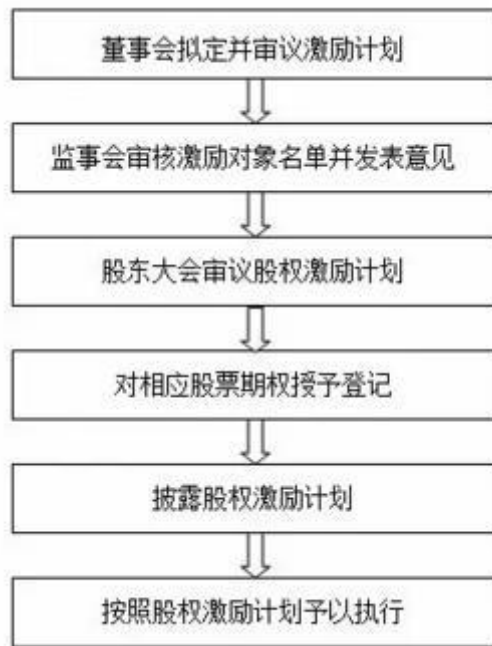 董事会拟定并审议激励计划
监事会审核激励对象名单并发表意见
股东大会审议股权激励计划
对相应股票期权授予登记
披露股权激励计划
按照股权激励计划予以执行